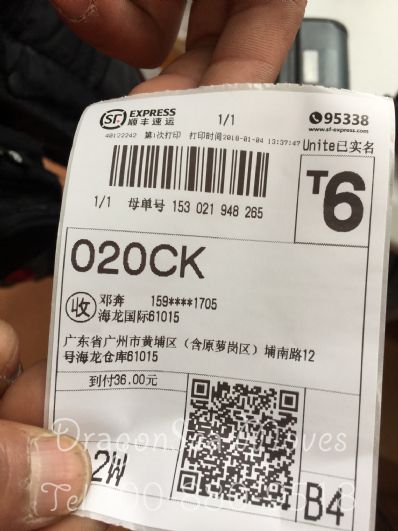 SF EXPRESS
顺丰速运
1/1
95338
www.sf-express.com
40122242 第1次打印 打印时间2018-01-04 13:37:47
Unite已实名
T6
1/1 母单号 153 021 948 265
020CK
收
邓奔 159****1705
海龙国际61015
广东省广州市黄埔区（含原萝岗区）埔南路12
号海龙仓库61015
到付36.00元
2W
B4